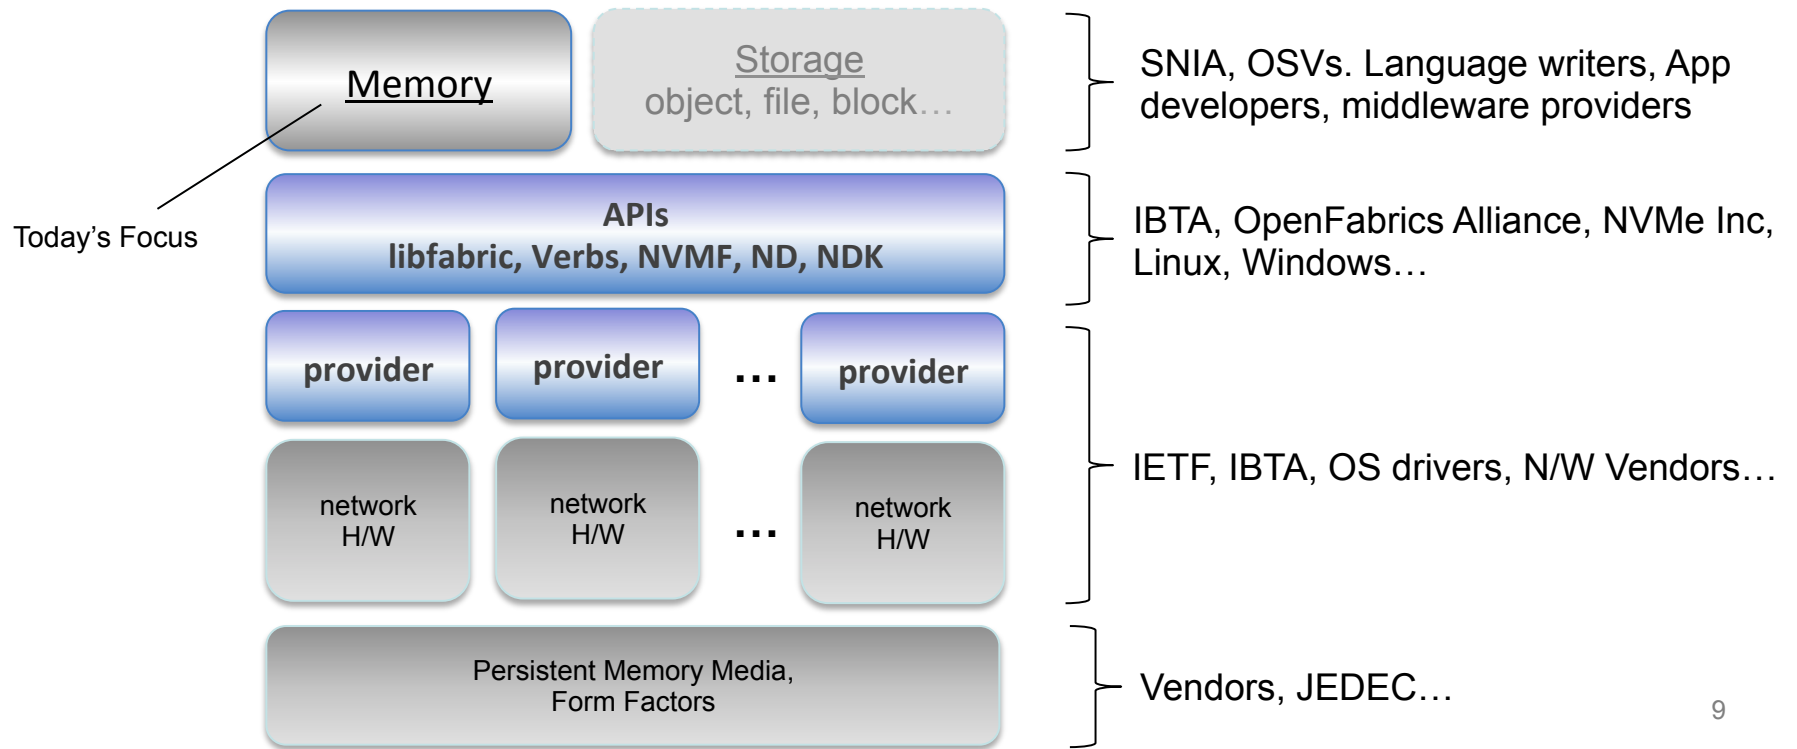 Memory
Storage
object, file, block…
SNIA, OSVs. Language writers, App
developers, middleware providers
Today's Focus
APIs
libfabric, Verbs, NVMF, ND, NDK
IBTA, OpenFabrics Alliance, NVMe Inc,
Linux, Windows…
provider
provider
…
provider
network
H/W
network
H/W
…
network
H/W
IETF, IBTA, OS drivers, N/W Vendors…
Persistent Memory Media,
Form Factors
Vendors, JEDEC…
9